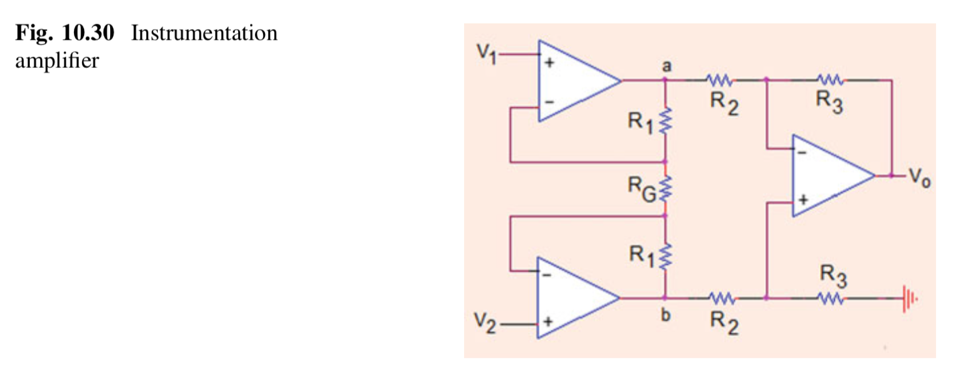 Fig. 10.30 Instrumentation
amplifier
V1
+
a
R2
R3
-
R1
-
RG
+
Vo
R1
-
R3
V2
+
b
R2